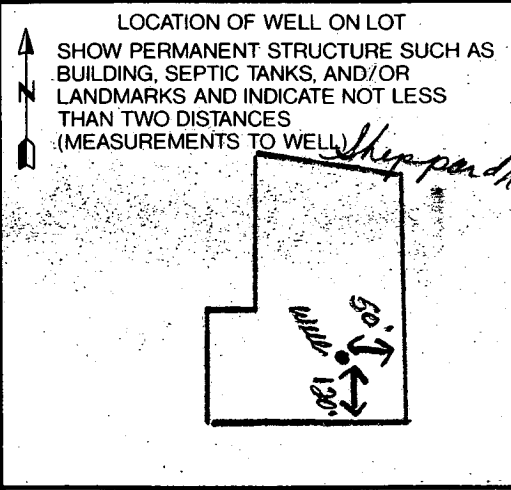 LOCATION OF WELL ON LOT
SHOW PERMANENT STRUCTURE SUCH AS
BUILDING, SEPTIC TANKS, AND/OR
N
LANDMARKS AND INDICATE NOT LESS
THAN TWO DISTANCES
(MEASUREMENTS TO WELL)
50'
well
120'